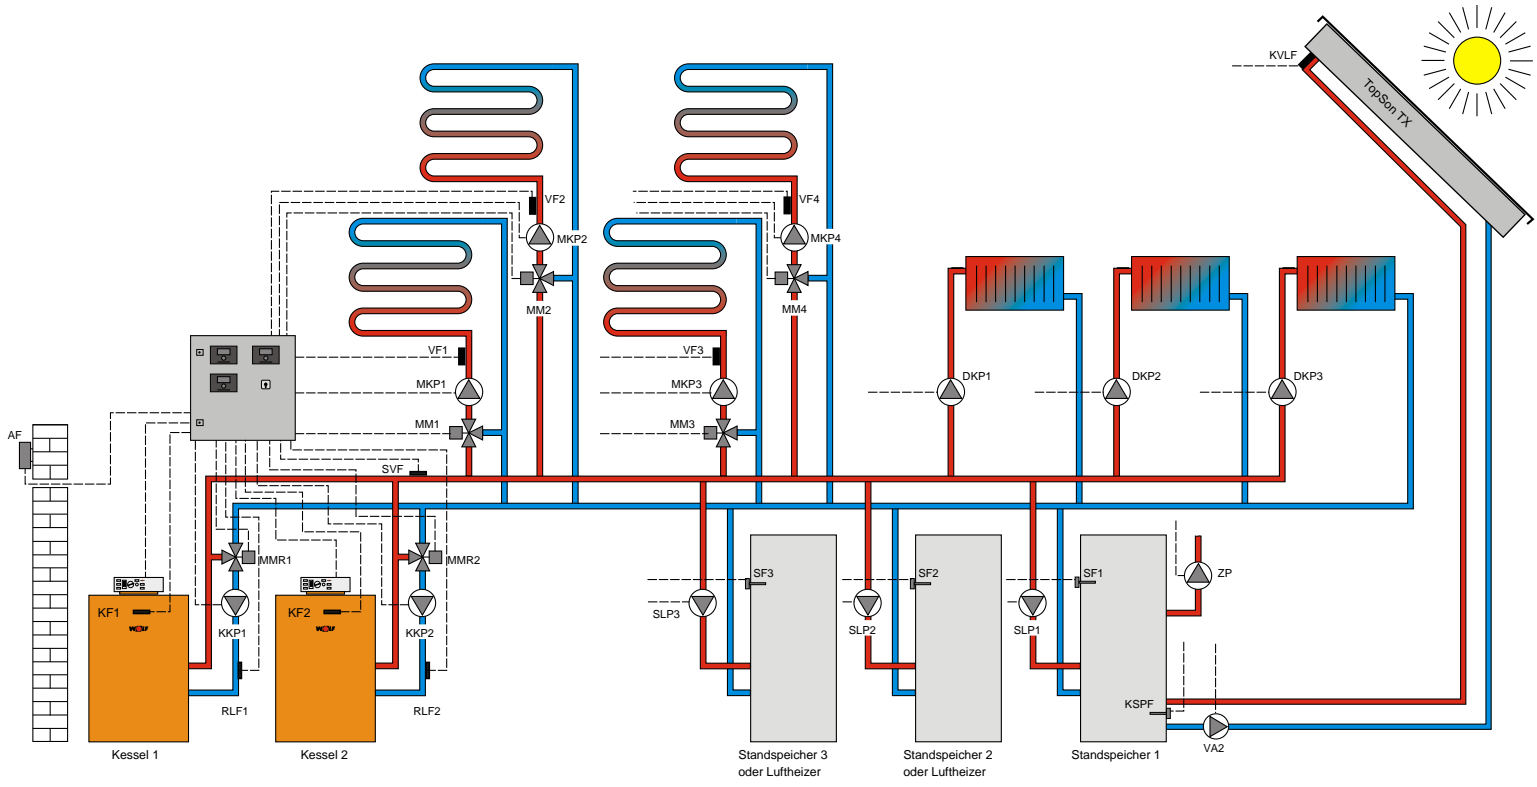 KVLF
TopSon TX
VF2
VF4
MKP2
MKP4
MM2
MM4
VF1
VF3
MKP1
MKP3
DKP1
DKP2
DKP3
MM1
MM3
AF
SVF
MMR1
MMR2
SF3
SF2
SF1
ZP
KF1
KF2
WOLF
WOLF
SLP3
SLP2
SLP1
KKP1
KKP2
RLF1
RLF2
KSPF
VA2
Kessel 1
Kessel 2
Standspeicher 3
oder Luftheizer
Standspeicher 2
oder Luftheizer
Standspeicher 1